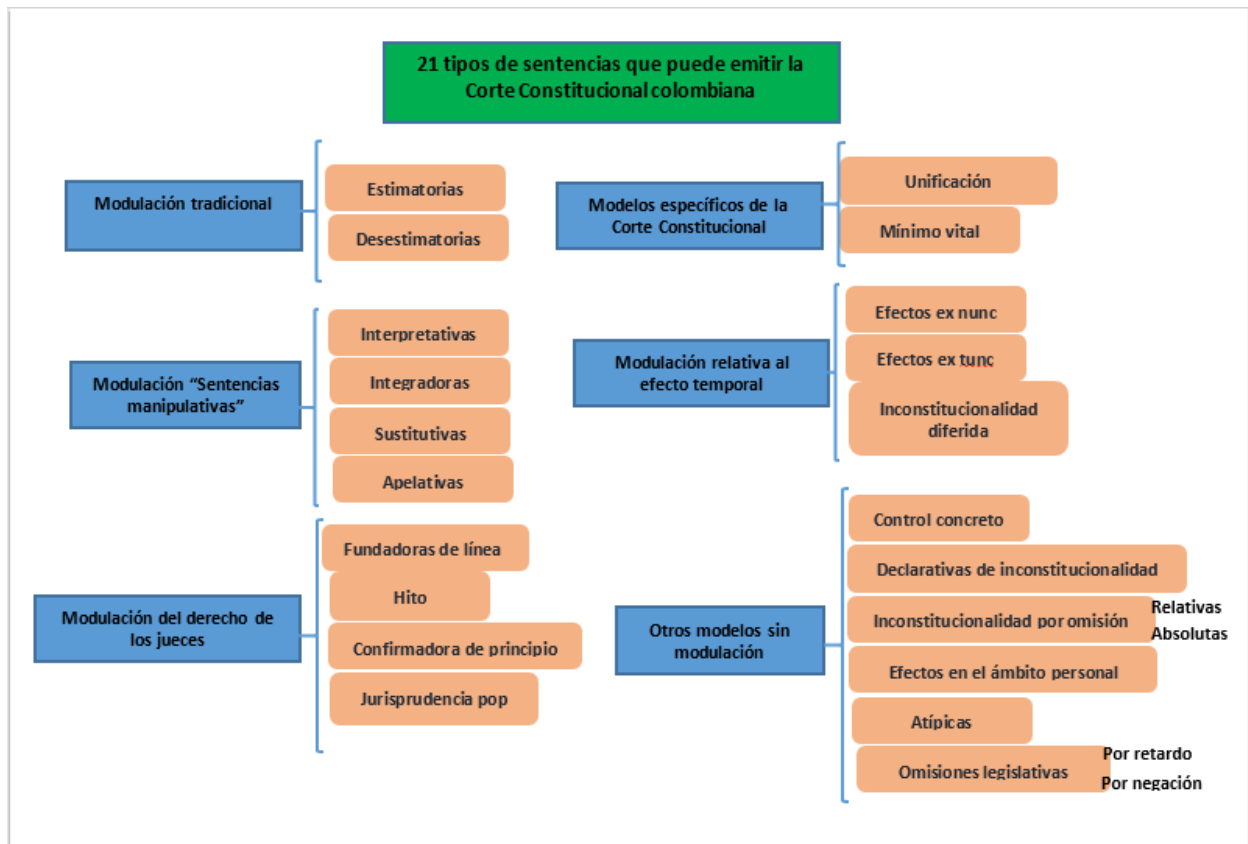 21 tipos de sentencias que puede emitir la
Corte Constitucional colombiana
Modulación tradicional
Estimatorias
Desestimatorias
Modulación “Sentencias
manipulativas”
Interpretativas
Integradoras
Sustitutivas
Apelativas
Modulación del derecho de
los jueces
Fundadoras de línea
Hito
Confirmadora de principio
Jurisprudencia pop
Modelos específicos de la
Corte Constitucional
Unificación
Mínimo vital
Modulación relativa al
efecto temporal
Efectos ex nunc
Efectos ex tunc
Inconstitucionalidad
diferida
Otros modelos sin
modulación
Control concreto
Declarativas de inconstitucionalidad
Inconstitucionalidad por omisión
Relativas
Absolutas
Efectos en el ámbito personal
Atípicas
Omisiones legislativas
Por retardo
Por negación